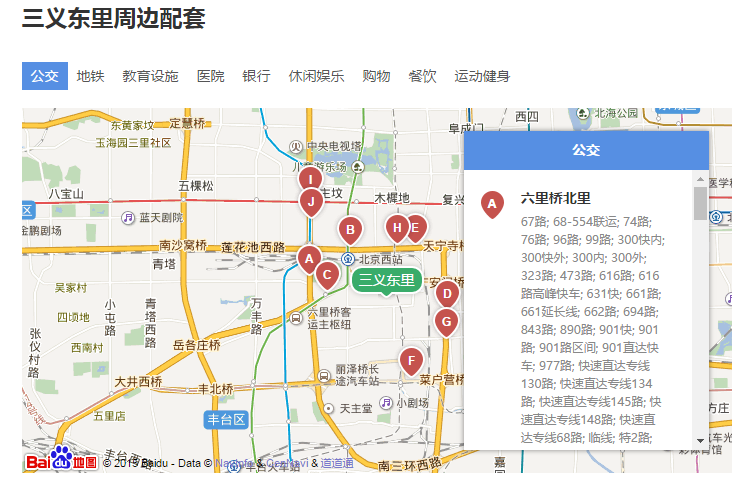 三义东里周边配套
公交 地铁 教育设施 医院 银行 休闲娱乐 购物 餐饮 运动健身
东黄家坟
定慧桥
阜成门
西四
北海公园
玉海园三里社区
中央电视塔
公交
八宝山
五棵松
木樨地
复兴
I
J
A
六里桥北里
67路; 68-554联运; 74路;
76路; 96路; 99路; 300快内;
300快外; 300内; 300外;
323路; 473路; 616路; 616
路高峰快车; 631快; 661路;
661延长线; 662路; 694路;
843路; 890路; 901快; 901
路; 901路区间; 901直达快
车; 977路; 快速直达专线
130路; 快速直达专线134
路; 快速直达专线145路; 快
速直达专线148路; 快速直
达专线68路; 临线; 特2路;
区
蓝天剧院
金鹏剧场
B
H
E
南沙窝桥
莲花池西路
天宁寺桥
青塔
A
北京西站
C
三义东里
吴家村
D
小屯路
青塔西路
万丰路
四顷地
六里桥客
运主枢纽
G
张仪村路
西南村
岳各庄桥
F
丽泽桥长
途汽车站
大井西桥
丰北桥
菜户营桥
五里店
丰台区
天主堂
小剧场
方庄
Bai du 地图
© 2015 Baidu - Data © NavInfo & CenNavi & 道道通
南三环西路
嘉园